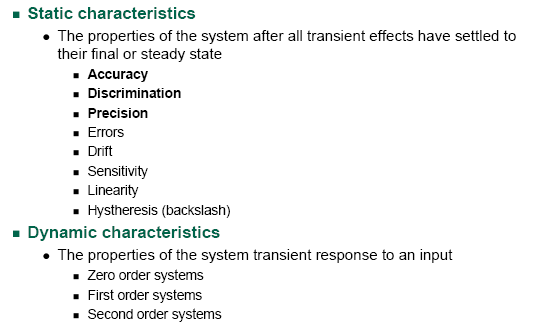 Static characteristics
The properties of the system after all transient effects have settled to
their final or steady state
Accuracy
Discrimination
Precision
Errors
Drift
Sensitivity
Linearity
Hystheresis (backslash)
Dynamic characteristics
The properties of the system transient response to an input
Zero order systems
First order systems
Second order systems